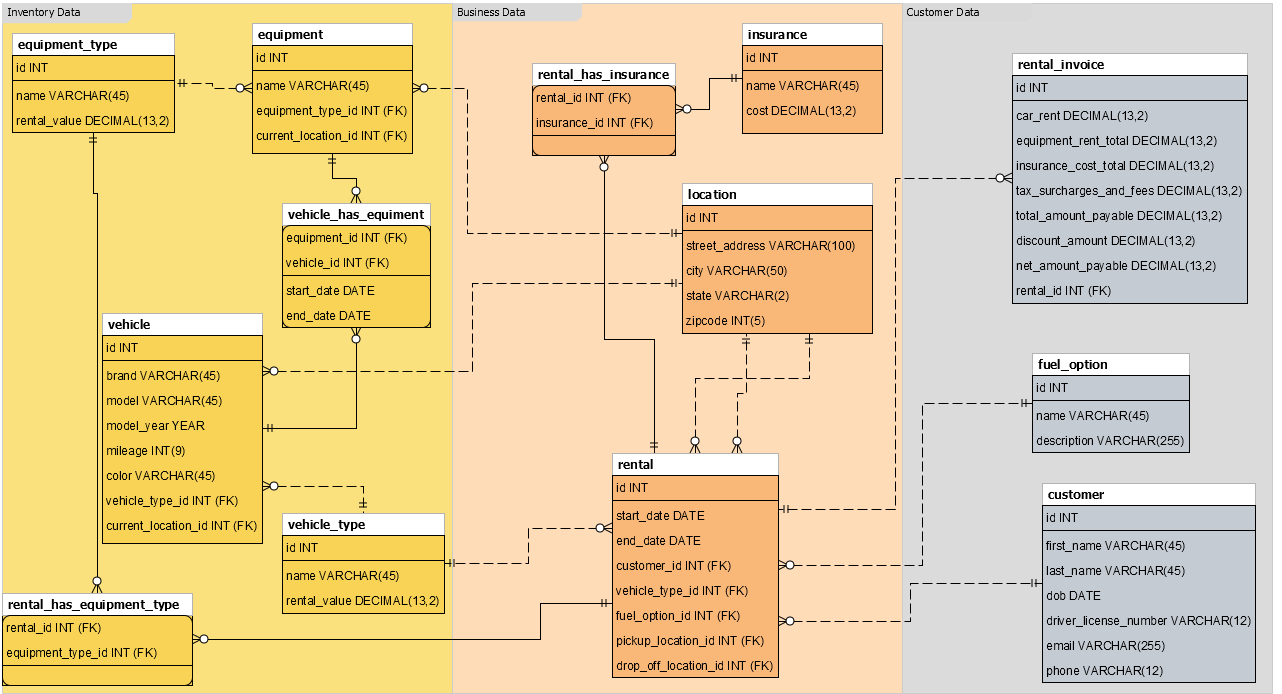 Inventory Data
equipment_type
id INT
name VARCHAR(45)
rental_value DECIMAL(13,2)
equipment
id INT
name VARCHAR(45)
equipment_type_id INT (FK)
current_location_id INT (FK)
vehicle_has_equiment
equipment_id INT (FK)
vehicle_id INT (FK)
start_date DATE
end_date DATE
vehicle
id INT
brand VARCHAR(45)
model VARCHAR(45)
model_year YEAR
mileage INT(9)
color VARCHAR(45)
vehicle_type_id INT (FK)
current_location_id INT (FK)
vehicle_type
id INT
name VARCHAR(45)
rental_value DECIMAL(13,2)
rental_has_equipment_type
rental_id INT (FK)
equipment_type_id INT (FK)
Business Data
rental_has_insurance
rental_id INT (FK)
insurance_id INT (FK)
insurance
id INT
name VARCHAR(45)
cost DECIMAL(13,2)
location
id INT
street_address VARCHAR(100)
city VARCHAR(50)
state VARCHAR(2)
zipcode INT(5)
rental
id INT
start_date DATE
end_date DATE
customer_id INT (FK)
vehicle_type_id INT (FK)
fuel_option_id INT (FK)
pickup_location_id INT (FK)
drop_off_location_id INT (FK)
Customer Data
rental_invoice
id INT
car_rent DECIMAL(13,2)
equipment_rent_total DECIMAL(13,2)
insurance_cost_total DECIMAL(13,2)
tax_surcharges_and_fees DECIMAL(13,2)
total_amount_payable DECIMAL(13,2)
discount_amount DECIMAL(13,2)
net_amount_payable DECIMAL(13,2)
rental_id INT (FK)
fuel_option
id INT
name VARCHAR(45)
description VARCHAR(255)
customer
id INT
first_name VARCHAR(45)
last_name VARCHAR(45)
dob DATE
driver_license_number VARCHAR(12)
email VARCHAR(255)
phone VARCHAR(12)